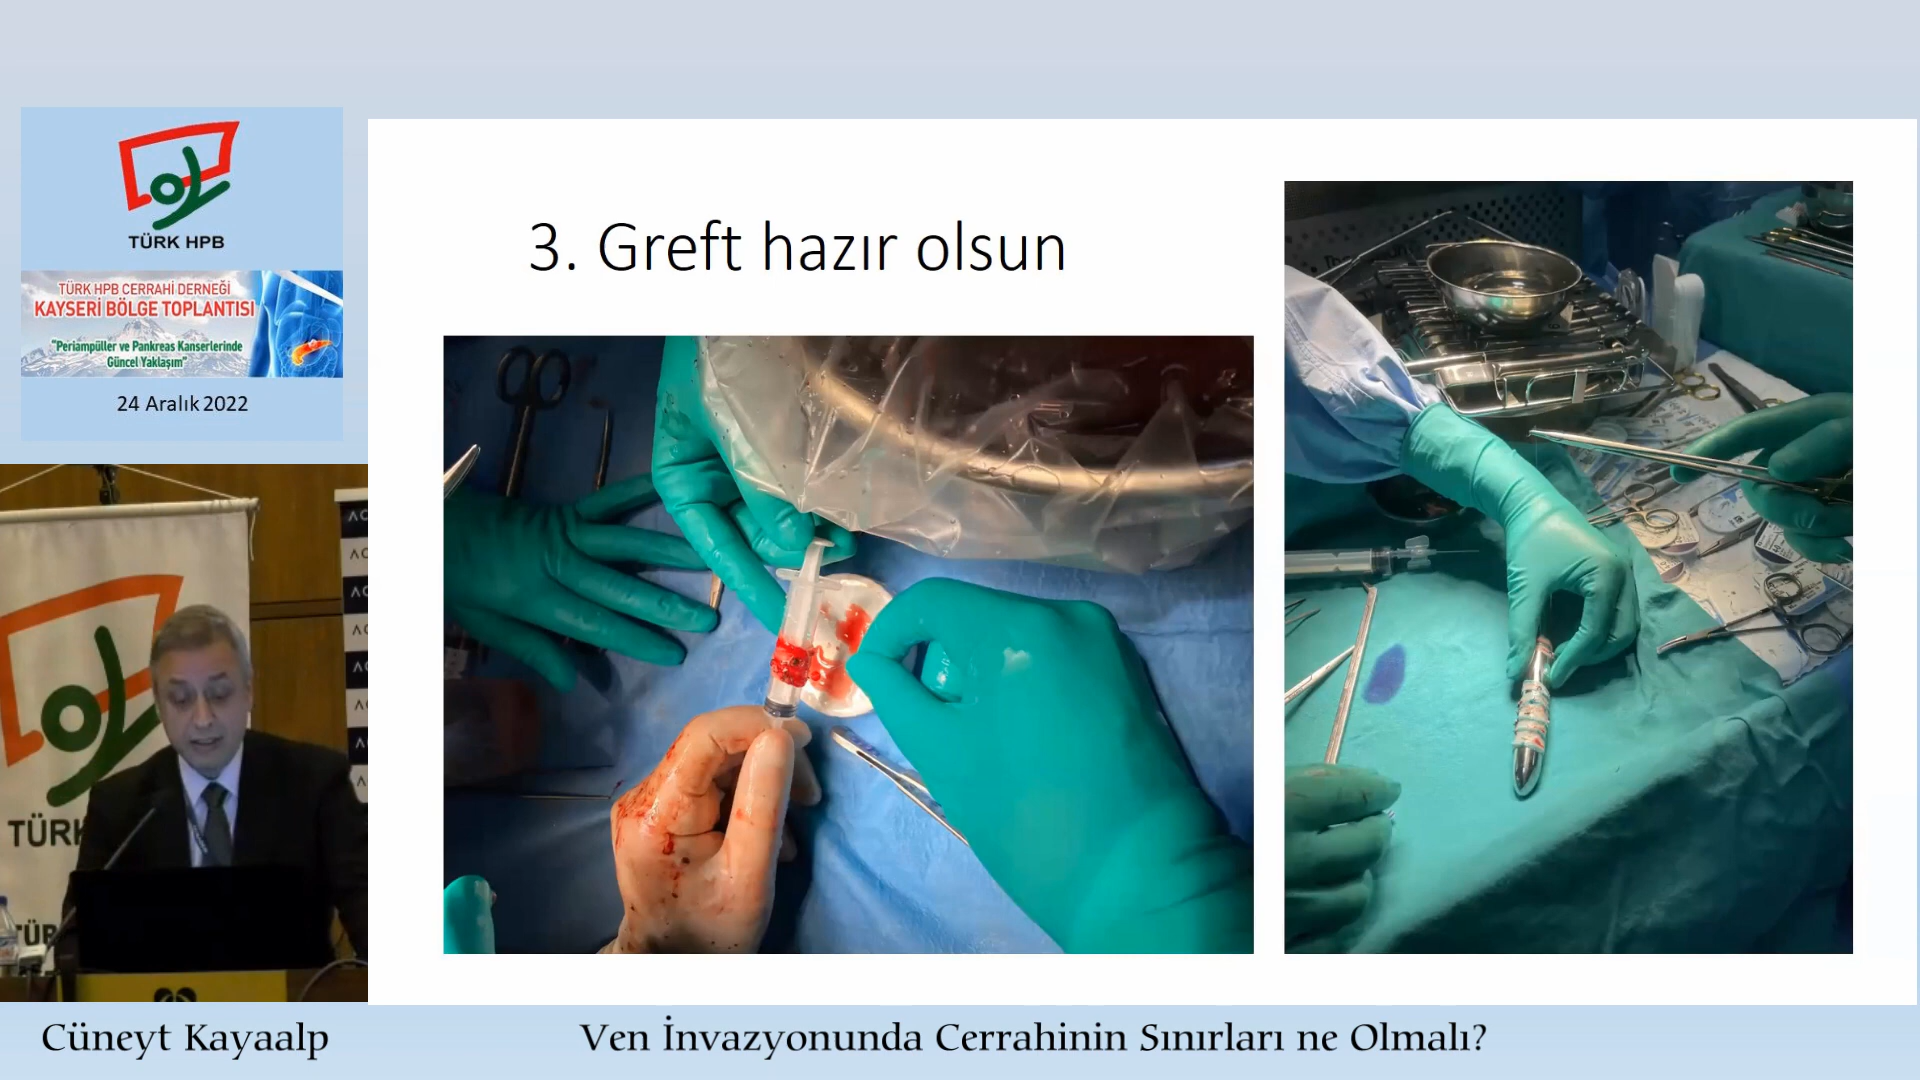 TÜRK HPB
TÜRK HPB CERRAHİ DERNEĞİ
KAYSERİ BÖLGE TOPLANTISI
"Periampüller ve Pankreas Kanserlerinde
Güncel Yaklaşım"
24 Aralık 2022
3. Greft hazır olsun
TÜRK
TÜR
Cüneyt Kayaalp
Ven İnvazyonunda Cerrahinin Sınırları ne Olmalı?